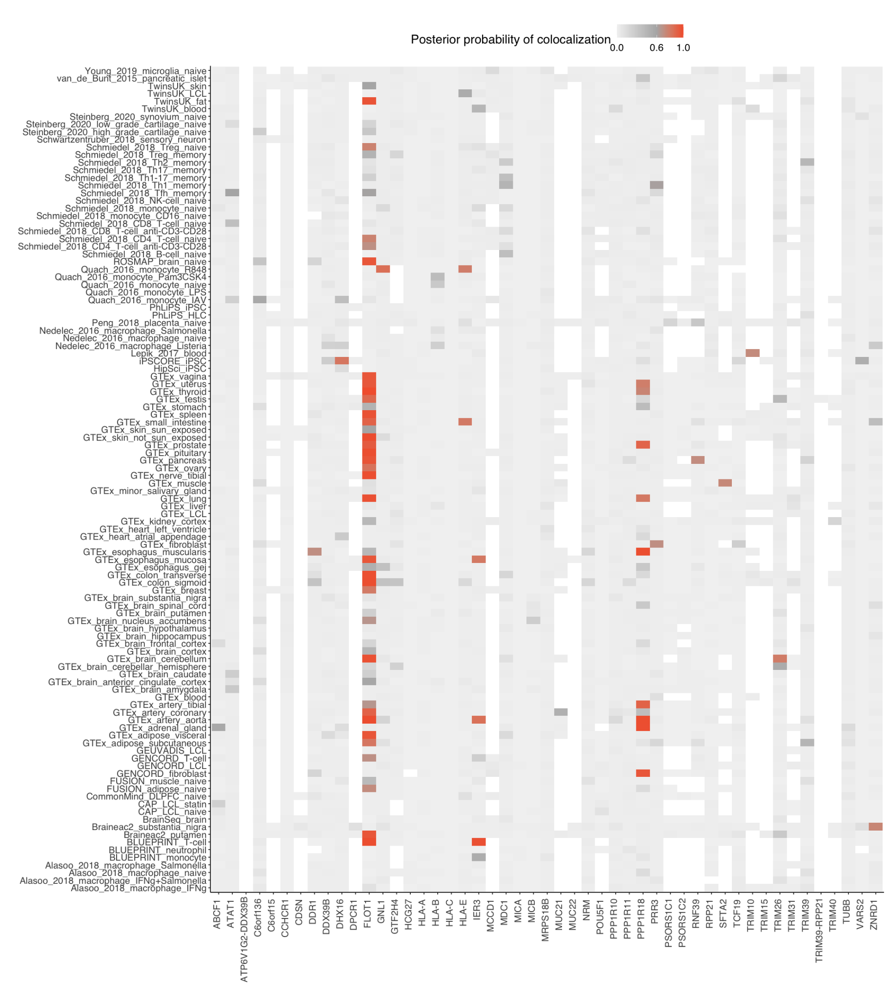 Posterior probability of colocalization
0.0 0.6 1.0
Young_2019_microglia_naive
van_de_Bunt_2015_pancreatic_islet
TwinsUK_skin
TwinsUK_LCL
TwinsUK_fat
TwinsUK_blood
Steinberg_2020_synovium_naive
Steinberg_2020_low_grade_cartilage_naive
Steinberg_2020_high_grade_cartilage_naive
Schwartzentruber_2018_sensory_neuron
Schmiedel_2018_Treg_naive
Schmiedel_2018_Treg_memory
Schmiedel_2018_Th2_memory
Schmiedel_2018_Th17_memory
Schmiedel_2018_Th1-17_memory
Schmiedel_2018_Th1_memory
Schmiedel_2018_Tfh_memory
Schmiedel_2018_NK-cell_naive
Schmiedel_2018_monocyte_naive
Schmiedel_2018_monocyte_CD16_naive
Schmiedel_2018_CD8_T-cell_naive
Schmiedel_2018_CD8_T-cell_anti-CD3-CD28
Schmiedel_2018_CD4_T-cell_naive
Schmiedel_2018_CD4_T-cell_anti-CD3-CD28
Schmiedel_2018_B-cell_naive
ROSMAP_brain_naive
Quach_2016_monocyte_R848
Quach_2016_monocyte_Pam3CSK4
Quach_2016_monocyte_naive
Quach_2016_monocyte_LPS
Quach_2016_monocyte_IAV
PhLiPS_iPSC
PhLiPS_HLC
Peng_2018_placenta_naive
Nedelec_2016_macrophage_Salmonella
Nedelec_2016_macrophage_naive
Nedelec_2016_macrophage_Listeria
Lepik_2017_blood
iPSCORE_iPSC
HipSci_iPSC
GTEx_vagina
GTEx_uterus
GTEx_thyroid
GTEx_testis
GTEx_stomach
GTEx_spleen
GTEx_small_intestine
GTEx_skin_sun_exposed
GTEx_skin_not_sun_exposed
GTEx_prostate
GTEx_pituitary
GTEx_pancreas
GTEx_ovary
GTEx_nerve_tibial
GTEx_muscle
GTEx_minor_salivary_gland
GTEx_lung
GTEx_liver
GTEx_LCL
GTEx_kidney_cortex
GTEx_heart_left_ventricle
GTEx_heart_atrial_appendage
GTEx_fibroblast
GTEx_esophagus_muscularis
GTEx_esophagus_mucosa
GTEx_esophagus_gej
GTEx_colon_transverse
GTEx_colon_sigmoid
GTEx_breast
GTEx_brain_substantia_nigra
GTEx_brain_spinal_cord
GTEx_brain_putamen
GTEx_brain_nucleus_accumbens
GTEx_brain_hypothalamus
GTEx_brain_hippocampus
GTEx_brain_frontal_cortex
GTEx_brain_cortex
GTEx_brain_cerebellum
GTEx_brain_cerebellar_hemisphere
GTEx_brain_caudate
GTEx_brain_anterior_cingulate_cortex
GTEx_brain_amygdala
GTEx_blood
GTEx_artery_tibial
GTEx_artery_coronary
GTEx_artery_aorta
GTEx_adrenal_gland
GTEx_adipose_visceral
GTEx_adipose_subcutaneous
GEUVADIS_LCL
GENCORD_T-cell
GENCORD_LCL
GENCORD_fibroblast
FUSION_muscle_naive
FUSION_adipose_naive
CommonMind_DLPFC_naive
CAP_LCL_statin
CAP_LCL_naive
BrainSeq_brain
Braineac2_substantia_nigra
Braineac2_putamen
BLUEPRINT_T-cell
BLUEPRINT_neutrophil
BLUEPRINT_monocyte
Alasoo_2018_macrophage_Salmonella
Alasoo_2018_macrophage_naive
Alasoo_2018_macrophage_IFNg+Salmonella
Alasoo_2018_macrophage_IFNg
ABCF1
ATAT1
ATP6V1G2-DDX39B
C6orf136
C6orf15
CCHCR1
CDSN
DDR1
DDX39B
DHX16
DPCR1
FLOT1
GNL1
GTF2H4
HCG27
HLA-A
HLA-B
HLA-C
HLA-E
IER3
MCCD1
MDC1
MICA
MICB
MRPS18B
MUC21
MUC22
NRM
POU5F1
PPP1R10
PPP1R11
PPP1R18
PRR3
PSORS1C1
PSORS1C2
RNF39
RPP21
SFTA2
TCF19
TRIM10
TRIM15
TRIM26
TRIM31
TRIM39
TRIM39-RPP21
TRIM40
TUBB
VARS2
ZNRD1